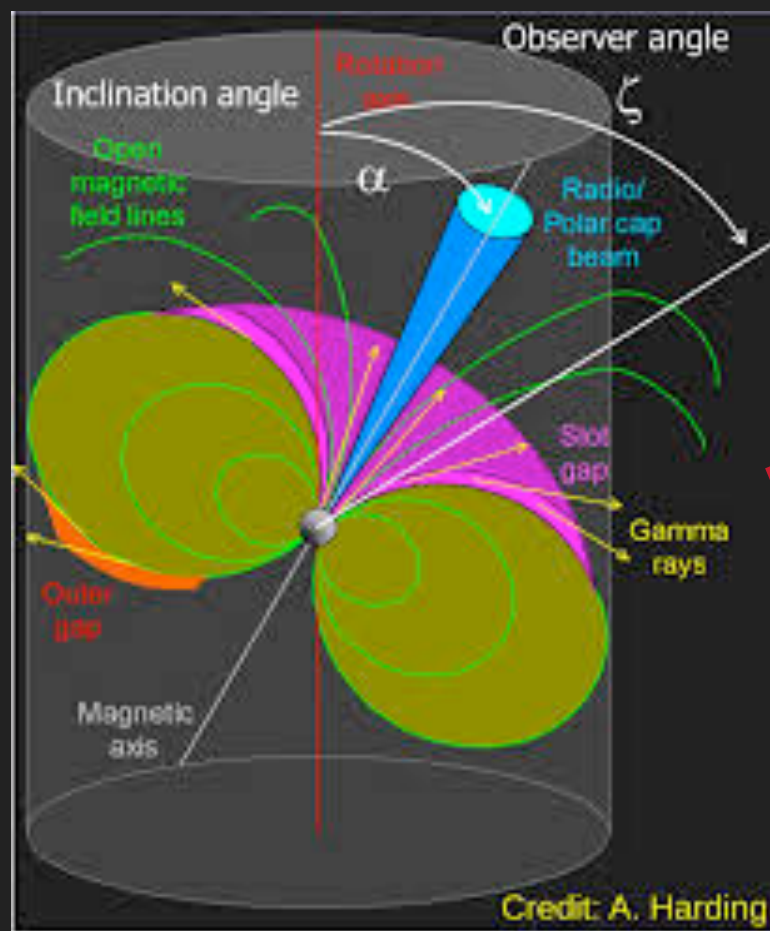 Observer angle
ζ
Inclination angle
Rotation
axis
α
Open
magnetic
field lines
Radio/
Polar cap
beam
Slot
gap
Gamma
rays
Outer
gap
Magnetic
axis
Credit: A. Harding